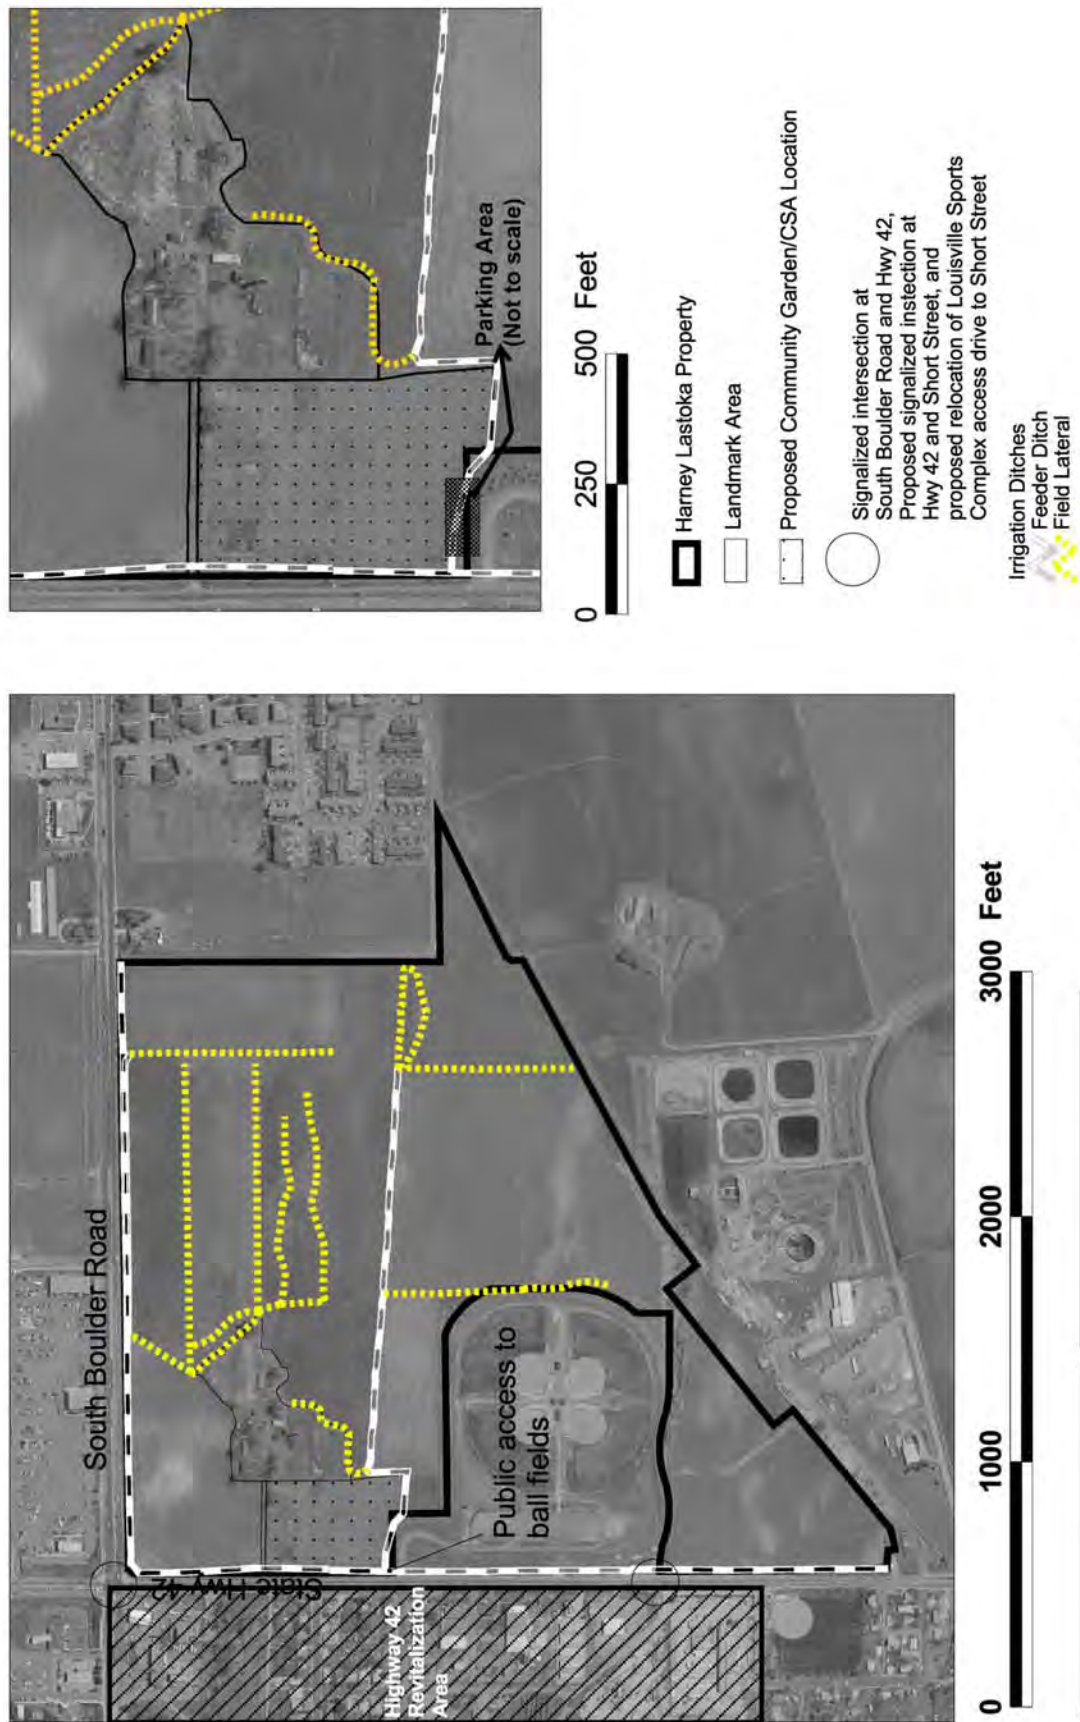 South Boulder Road
State Hwy 42
Highway 42
Revitalization
Area
Public access to
ball fields
0
1000
2000
3000 Feet
Parking Area
(Not to scale)
0
250
500 Feet
Harney Lastoka Property
Landmark Area
Proposed Community Garden/CSA Location
Signalized intersection at
South Boulder Road and Hwy 42,
Proposed signalized instection at
Hwy 42 and Short Street, and
proposed relocation of Louisville Sports
Complex access drive to Short Street
Irrigation Ditches
Feeder Ditch
Field Lateral